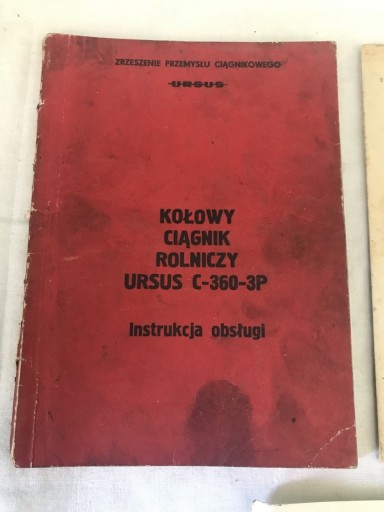 ZRZESZENIE PRZEMYSŁU CIĄGNIKOWEGO
URSUS
KOŁOWY
CIĄGNIK
ROLNICZY
URSUS C-360-3P
Instrukcja obsługi